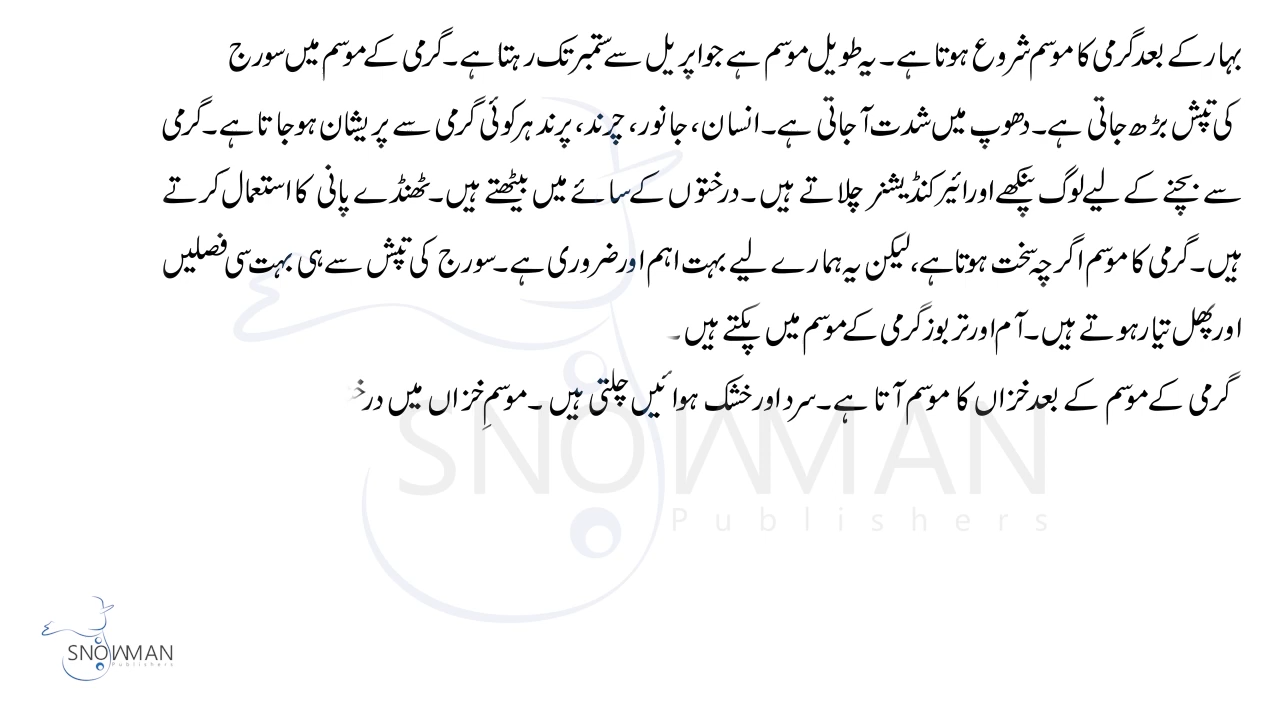 بہار کے بعد گرمی کا موسم شروع ہوتا ہے۔ یہ طویل موسم ہے جو اپریل سے ستمبر تک رہتا ہے۔ گرمی کے موسم میں سورج
کی تپش بڑھ جاتی ہے۔ دھوپ میں شدت آ جاتی ہے۔ انسان، جانور، چرند، پرند ہر کوئی گرمی سے پریشان ہو جاتا ہے۔ گرمی
سے بچنے کے لیے لوگ پنکھے اور ائیر کنڈیشنر چلاتے ہیں۔ درختوں کے سائے میں بیٹھتے ہیں۔ ٹھنڈے پانی کا استعمال کرتے
ہیں۔ گرمی کا موسم اگرچہ سخت ہوتا ہے، لیکن یہ ہمارے لیے بہت اہم اور ضروری ہے۔ سورج کی تپش سے ہی بہت سی فصلیں
اور پھل تیار ہوتے ہیں۔ آم اور تربوز گرمی کے موسم میں پکتے ہیں۔
گرمی کے موسم کے بعد خزاں کا موسم آتا ہے۔ سرد اور خشک ہوائیں چلتی ہیں۔ موسمِ خزاں میں
SNOWMAN
Publishers
SNOWMAN
Publishers